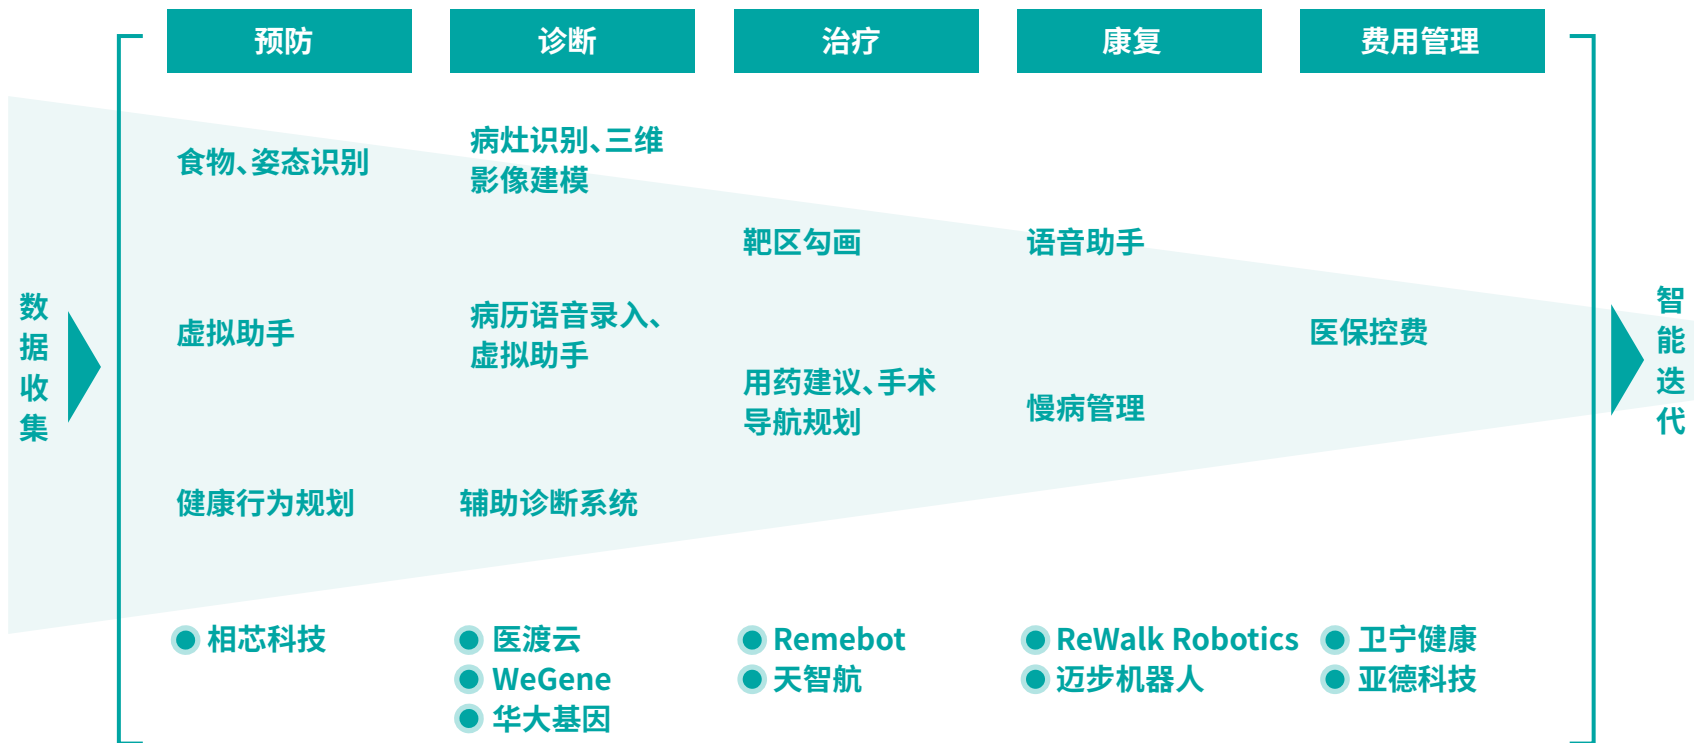 预防
诊断
治疗
康复
费用管理
数据收集
食物、姿态识别
虚拟助手
健康行为规划
病灶识别、三维
影像建模
病历语音录入、
虚拟助手
辅助诊断系统
靶区勾画
用药建议、手术
导航规划
语音助手
慢病管理
医保控费
智能迭代
相芯科技
医渡云
WeGene
华大基因
Remebot
天智航
ReWalk Robotics
迈步机器人
卫宁健康
亚德科技